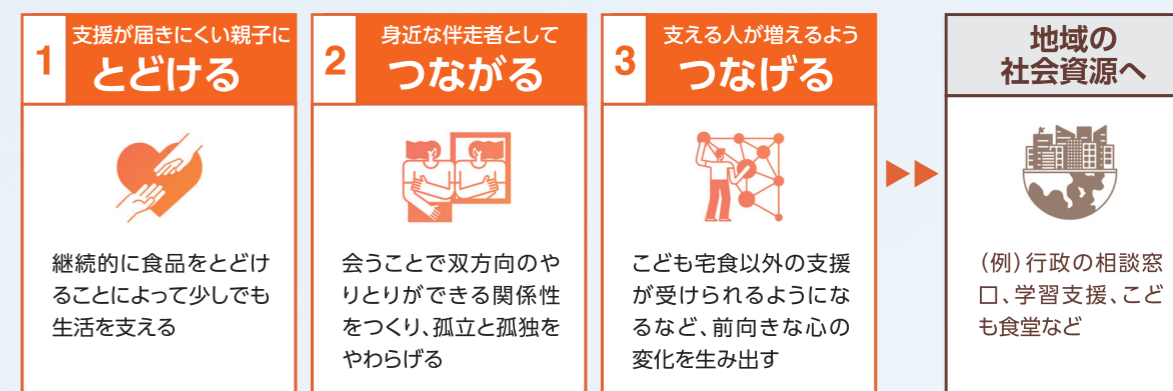 1
支援が届きにくい親子に
とどける
継続的に食品をとどけ
ることによって少しでも
生活を支える
2
身近な伴走者として
つながる
会うことで双方向のや
りとりができる関係性
をつくり、孤立と孤独を
やわらげる
3
支える人が増えるよう
つなげる
こども宅食以外の支援
が受けられるようにな
るなど、前向きな心の
変化を生み出す
地域の
社会資源へ
(例)行政の相談窓
口、学習支援、こど
も食堂など